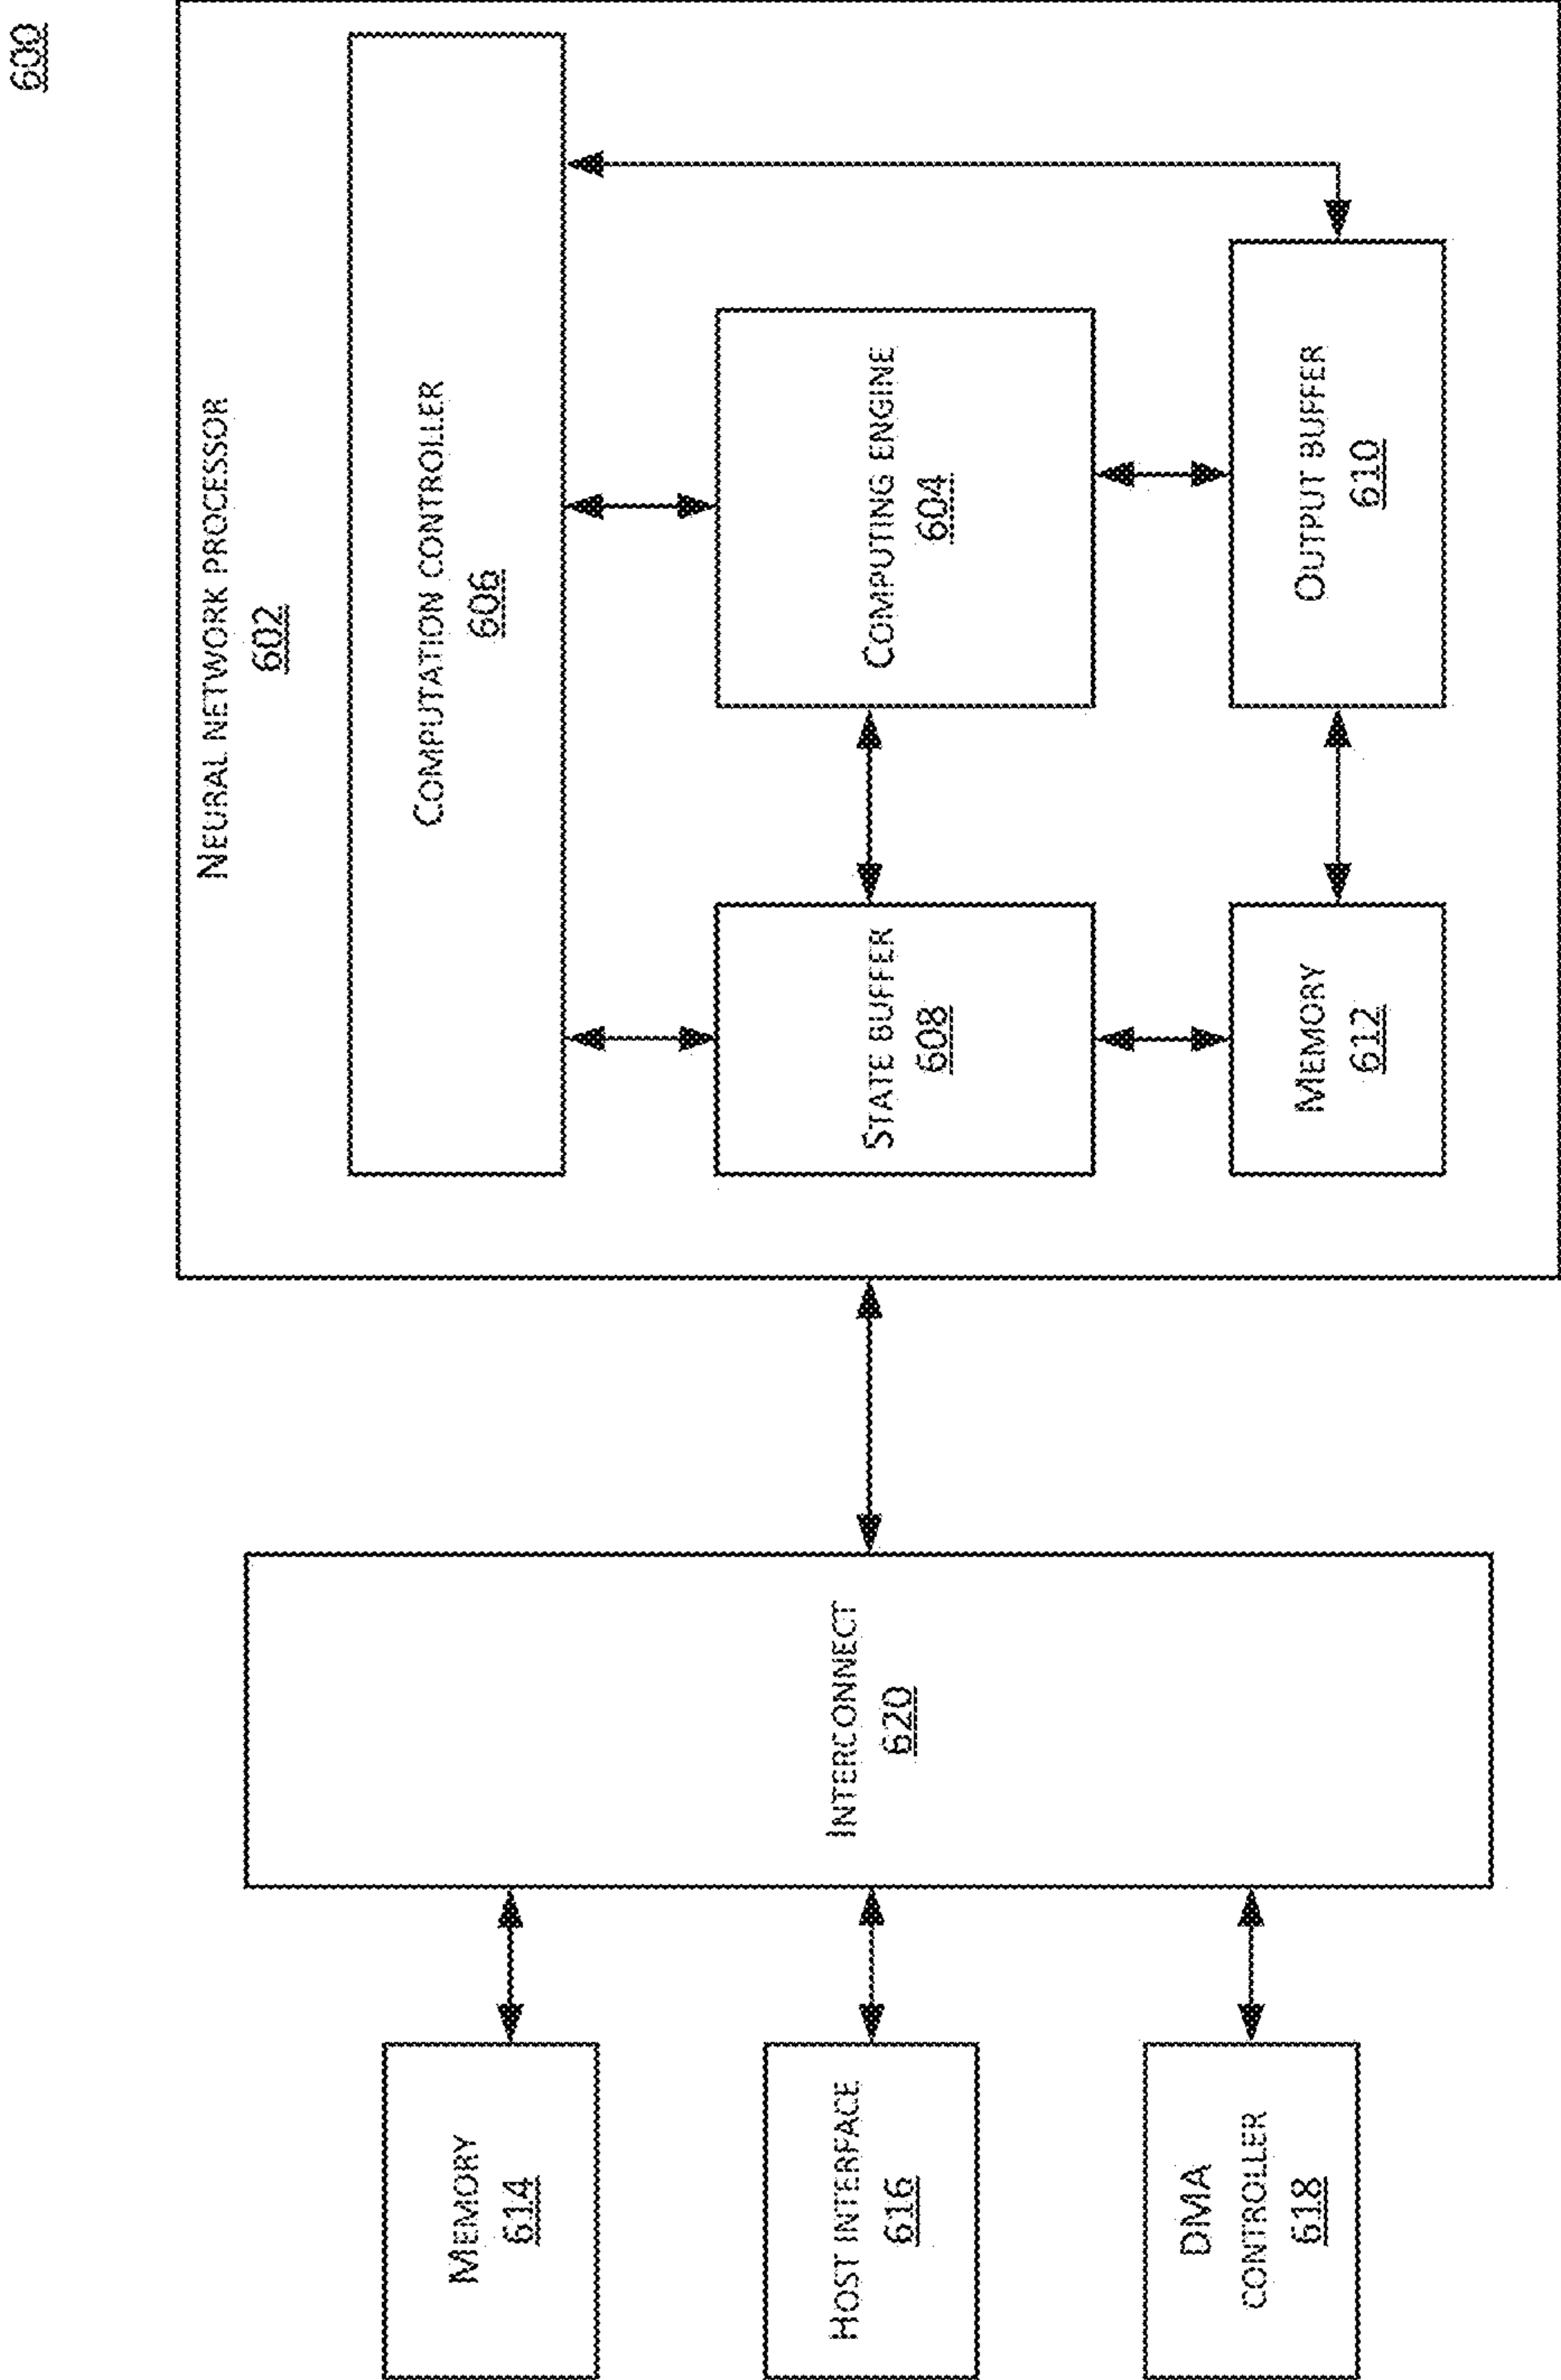 600
NEURAL NETWORK PROCESSOR
602
COMPUTATION CONTROLLER
606
STATE BUFFER
608
COMPUTING ENGINE
604
MEMORY
612
OUTPUT BUFFER
610
INTERCONNECT
620
MEMORY
614
HOST INTERFACE
616
DMA
CONTROLLER
618